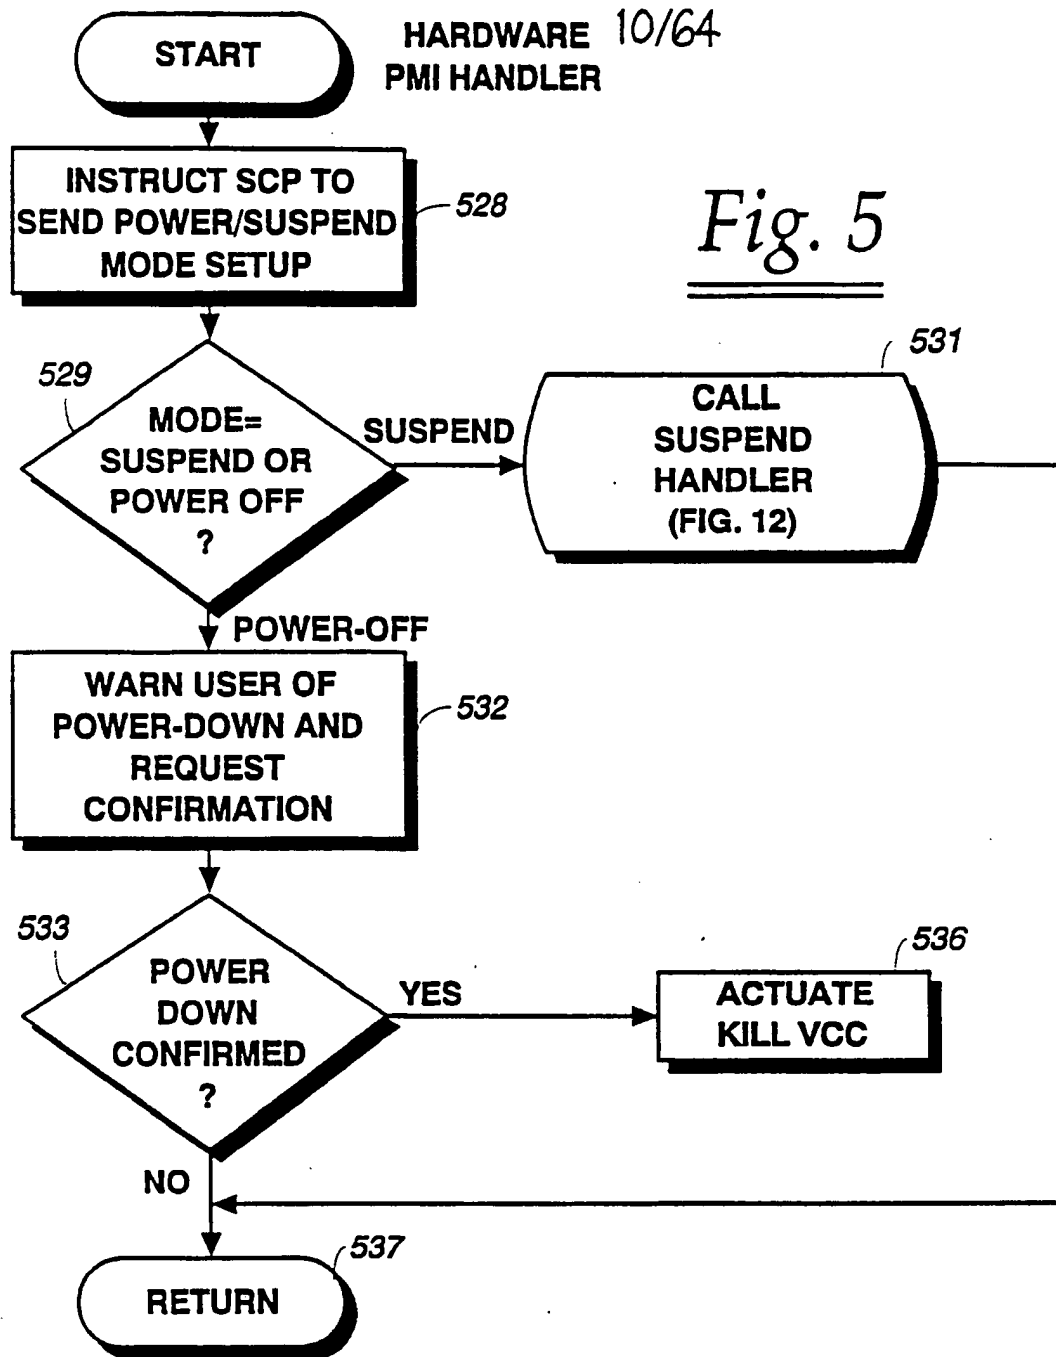 START
HARDWARE 10/64
PMI HANDLER
INSTRUCT SCP TO
SEND POWER/SUSPEND
MODE SETUP
528
Fig. 5
529
MODE=
SUSPEND OR
POWER OFF
?
SUSPEND
531
CALL
SUSPEND
HANDLER
(FIG. 12)
POWER-OFF
WARN USER OF
POWER-DOWN AND
REQUEST
CONFIRMATION
532
533
POWER
DOWN
CONFIRMED
?
YES
536
ACTUATE
KILL VCC
NO
537
RETURN